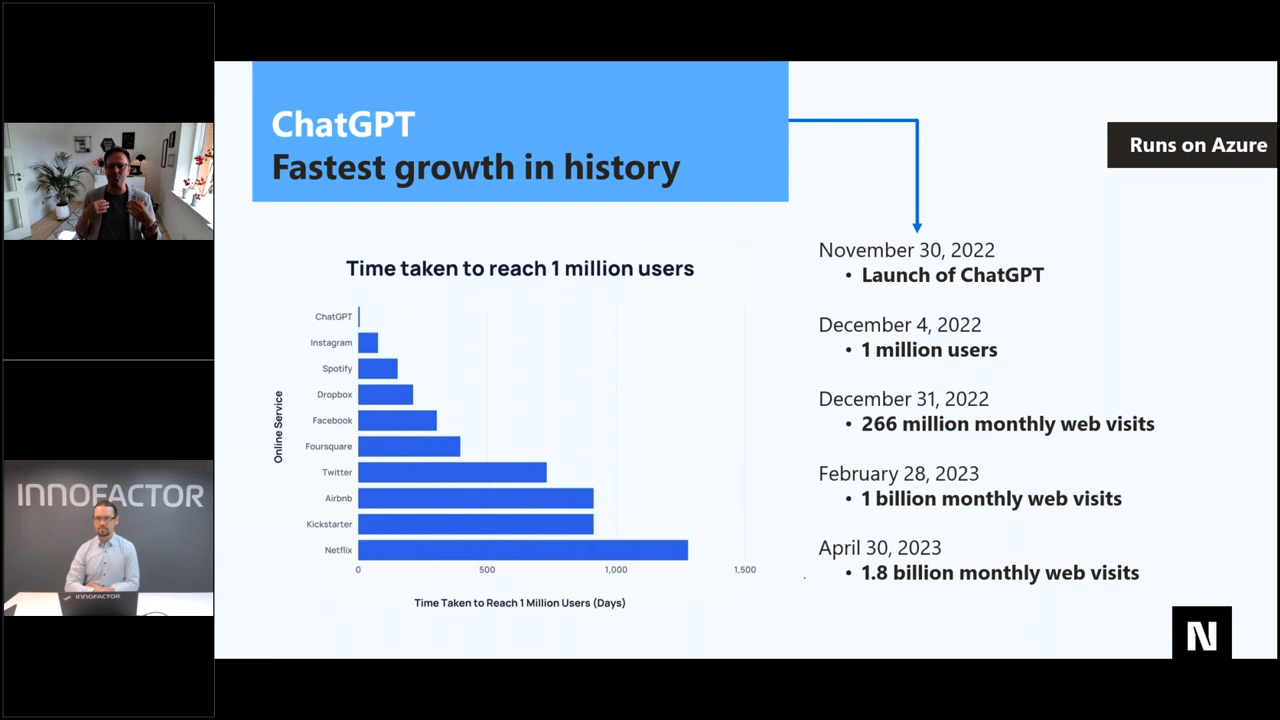 ChatGPT
Fastest growth in history
Runs on Azure
Time taken to reach 1 million users
Online Service
ChatGPT
Instagram
Spotify
Dropbox
Facebook
Foursquare
Twitter
Airbnb
Kickstarter
Netflix
0
500
1,000
1,500
Time Taken to Reach 1 Million Users (Days)
November 30, 2022
• Launch of ChatGPT
December 4, 2022
• 1 million users
December 31, 2022
• 266 million monthly web visits
February 28, 2023
• 1 billion monthly web visits
April 30, 2023
• 1.8 billion monthly web visits
N
INNOFACTOR
INNOFACTOR